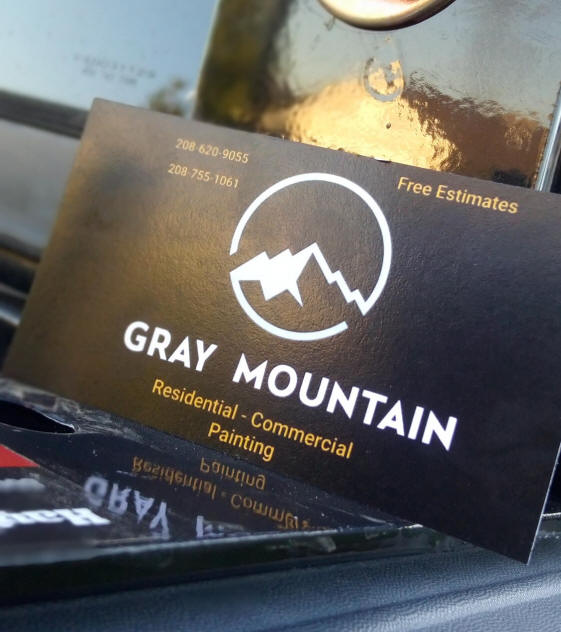 208-620-9055
208-755-1061
Free Estimates
GRAY MOUNTAIN
Residential - Commercial
Painting